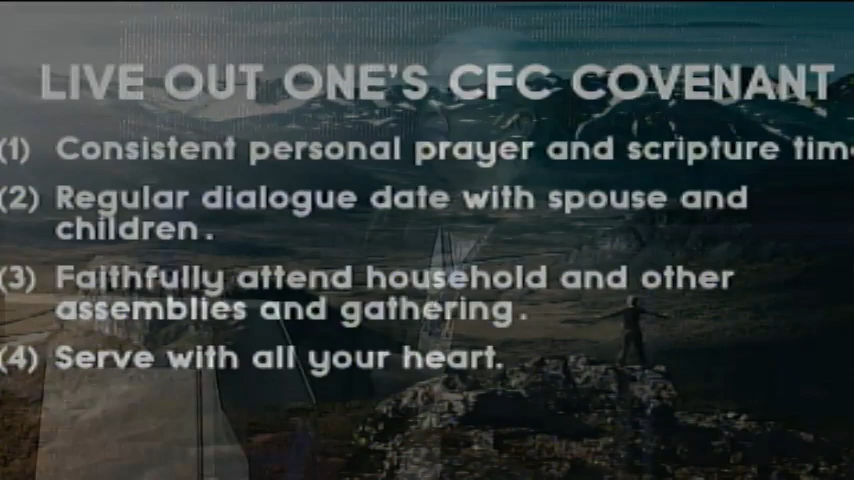 LIVE OUT ONE'S CFC COVENANT
(1) Consistent personal prayer and scripture tim
(2) Regular dialogue date with spouse and
children.
(3) Faithfully attend household and other
assemblies and gathering.
(4) Serve with all your heart.